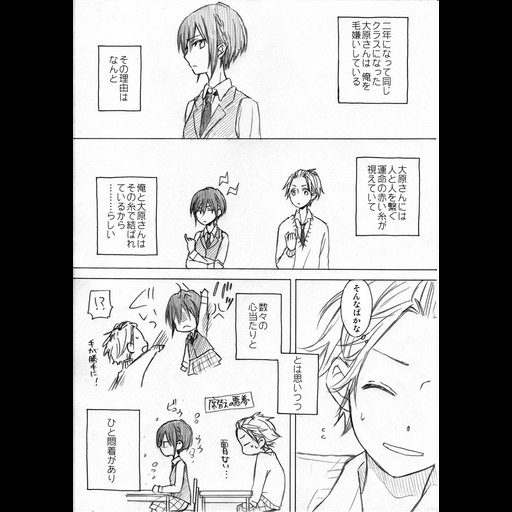 二年になって同じ
クラスになった
大原さんは 俺を
毛嫌いしている
その理由は
なんと
大原さんには
人と人を繋ぐ
運命の赤い糸が
視えていて
俺と大原さんは
その糸で結ばれ
ているから
………らしい
そんなばかな
とは思いつつ
数々の
心当たりと
!?
手が勝手に!
席替えの悪夢
ひと悶着があり